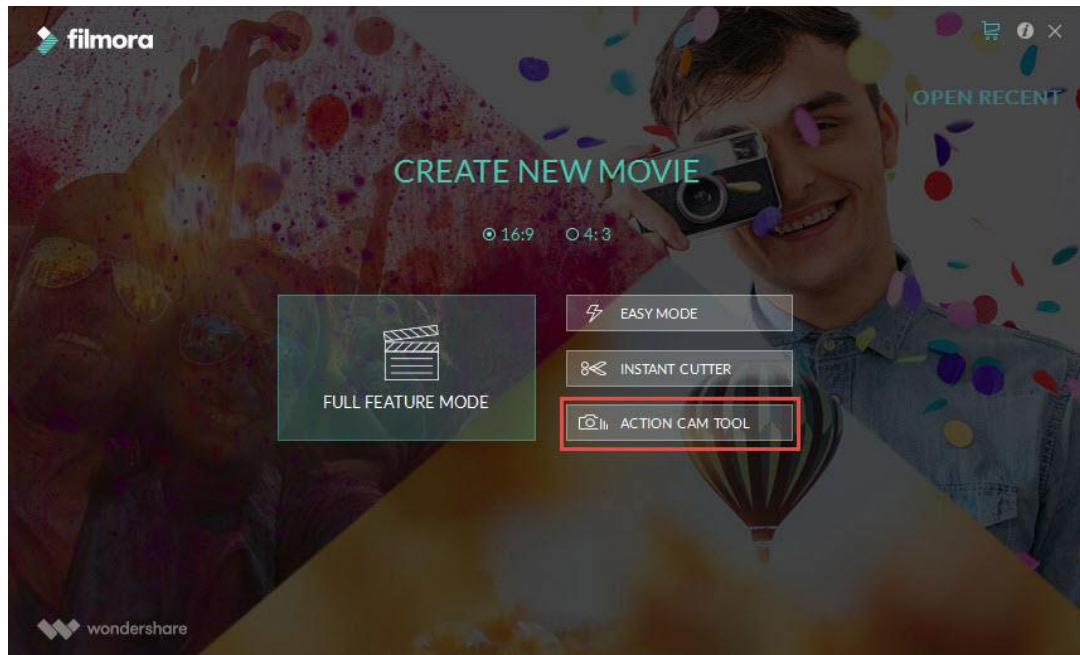 filmora
OPEN RECENT
CREATE NEW MOVIE
16:9 4:3
FULL FEATURE MODE
EASY MODE
INSTANT CUTTER
ACTION CAM TOOL
wondershare